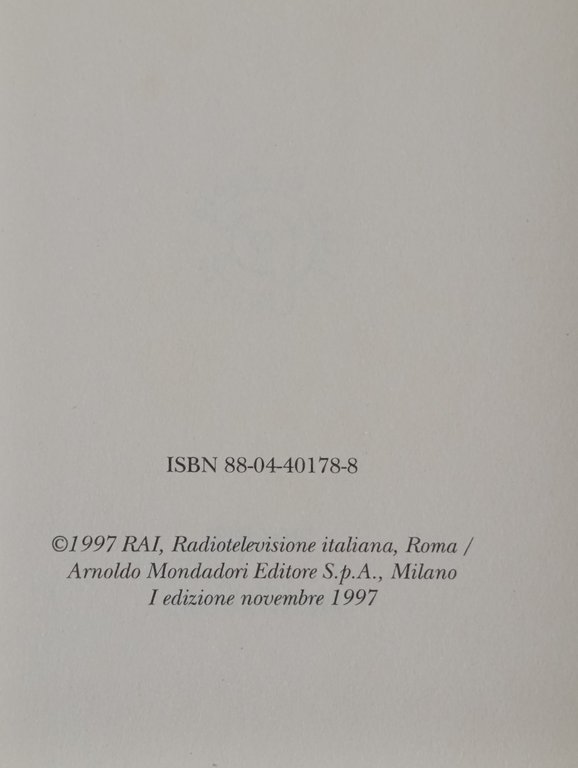 ISBN 88-04-40178-8
©1997 RAI, Radiotelevisione italiana, Roma /
Arnoldo Mondadori Editore S.p.A., Milano
I edizione novembre 1997